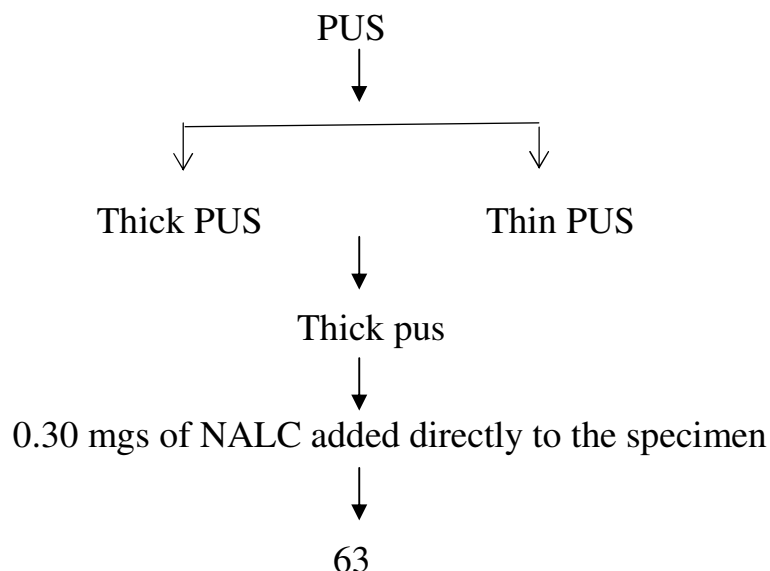 PUS
Thick PUS Thin PUS
Thick pus
0.30 mgs of NALC added directly to the specimen
63